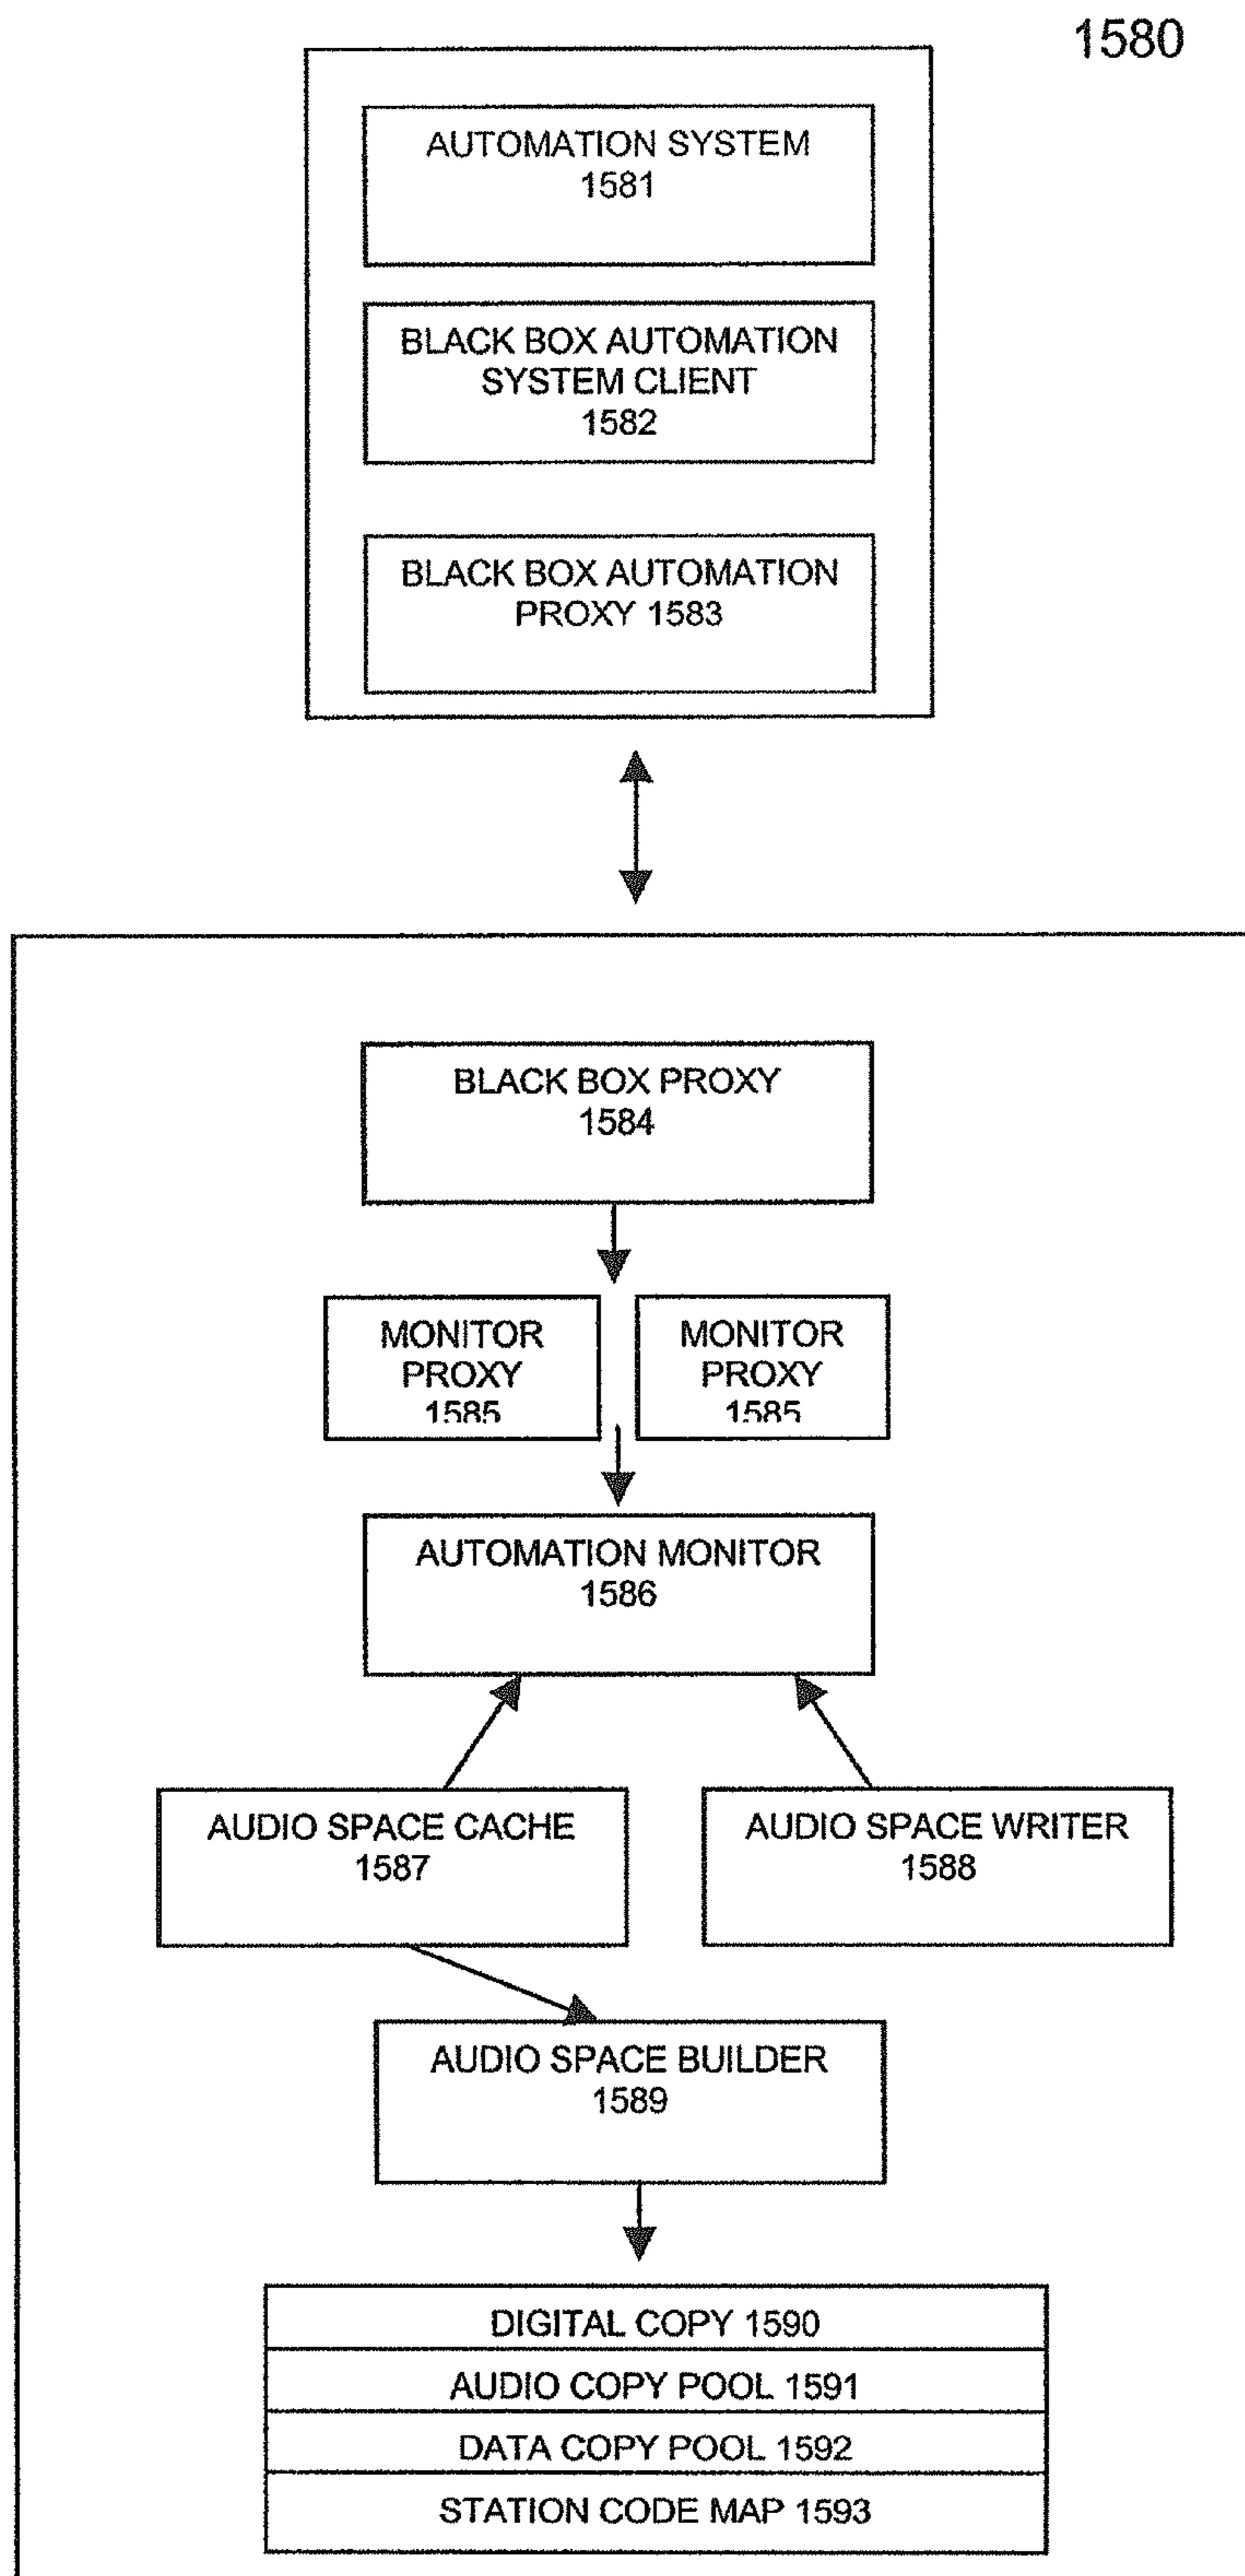 1580
AUTOMATION SYSTEM
1581
BLACK BOX AUTOMATION
SYSTEM CLIENT
1582
BLACK BOX AUTOMATION
PROXY 1583
BLACK BOX PROXY
1584
MONITOR
PROXY
1585
MONITOR
PROXY
1585
AUTOMATION MONITOR
1586
AUDIO SPACE CACHE
1587
AUDIO SPACE WRITER
1588
AUDIO SPACE BUILDER
1589
DIGITAL COPY 1590
AUDIO COPY POOL 1591
DATA COPY POOL 1592
STATION CODE MAP 1593